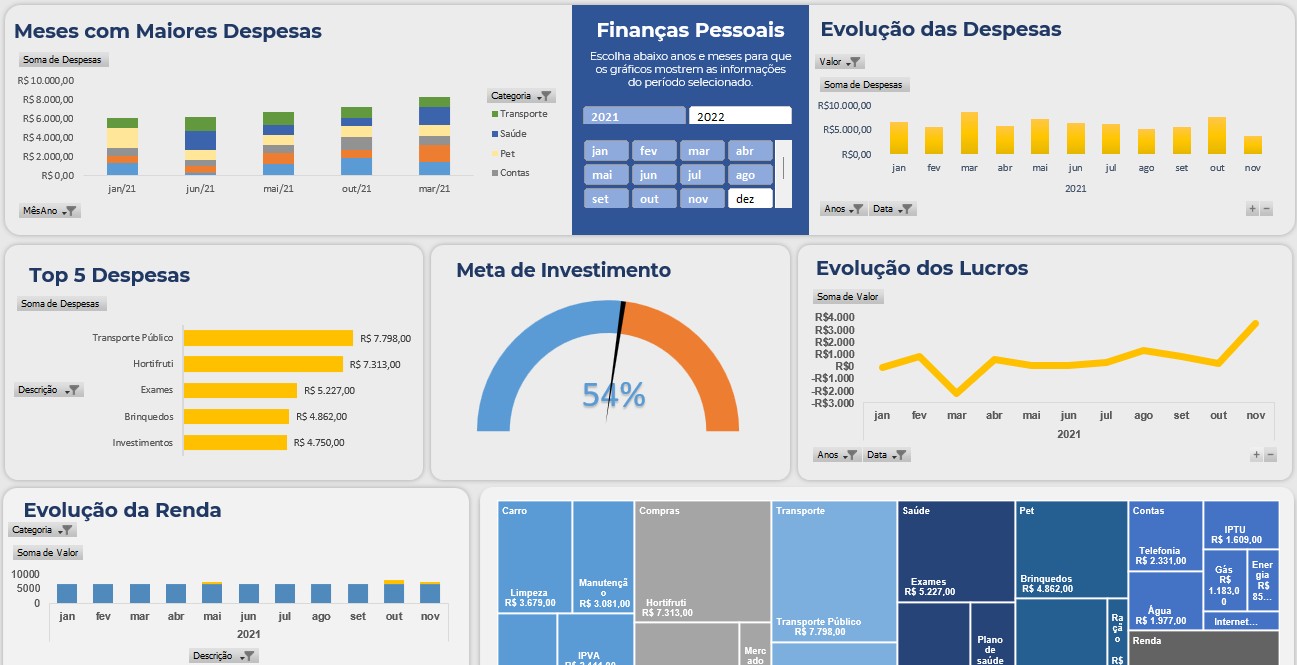 Meses com Maiores Despesas
Soma de Despesas
R$ 10.000,00
R$ 8.000,00
R$ 6.000,00
R$ 4.000,00
R$ 2.000,00
R$ 0,00
jan/21 jun/21 mai/21 out/21 mar/21
MêsAno
Categoria
Transporte
Saúde
Pet
Contas
Finanças Pessoais
Escolha abaixo anos e meses para que
os gráficos mostrem as informações
do período selecionado.
2021 2022
jan fev mar abr
mai jun jul ago
set out nov dez
Evolução das Despesas
Valor
Soma de Despesas
R$10.000,00
R$5.000,00
R$0,00
jan fev mar abr mai jun jul ago set out nov
2021
Anos Data
+ −
Top 5 Despesas
Soma de Despesas
Transporte Público R$ 7.798,00
Hortifruti R$ 7.313,00
Descrição
Exames R$ 5.227,00
Brinquedos R$ 4.862,00
Investimentos R$ 4.750,00
Meta de Investimento
54%
Evolução dos Lucros
Soma de Valor
R$4.000
R$3.000
R$2.000
R$1.000
R$0
-R$1.000
-R$2.000
-R$3.000
jan fev mar abr mai jun jul ago set out nov
2021
Anos Data
+ −
Evolução da Renda
Categoria
Soma de Valor
10000
5000
0
jan fev mar abr mai jun jul ago set out nov
2021
Descrição
Carro
Limpeza
R$ 3.679,00
Manutençã
o
R$ 3.081,00
IPVA
Compras
Hortifruti
R$ 7.313,00
Merc
ado
Transporte
Transporte Público
R$ 7.798,00
Saúde
Exames
R$ 5.227,00
Plano
de
saúde
Pet
Brinquedos
R$ 4.862,00
Ra
çã
o
R$
Contas
Telefonia
R$ 2.331,00
Água
R$ 1.977,00
IPTU
R$ 1.609,00
Gás
R$
1.183,0
0
Ener
gia
R$
85...
Internet...
Renda